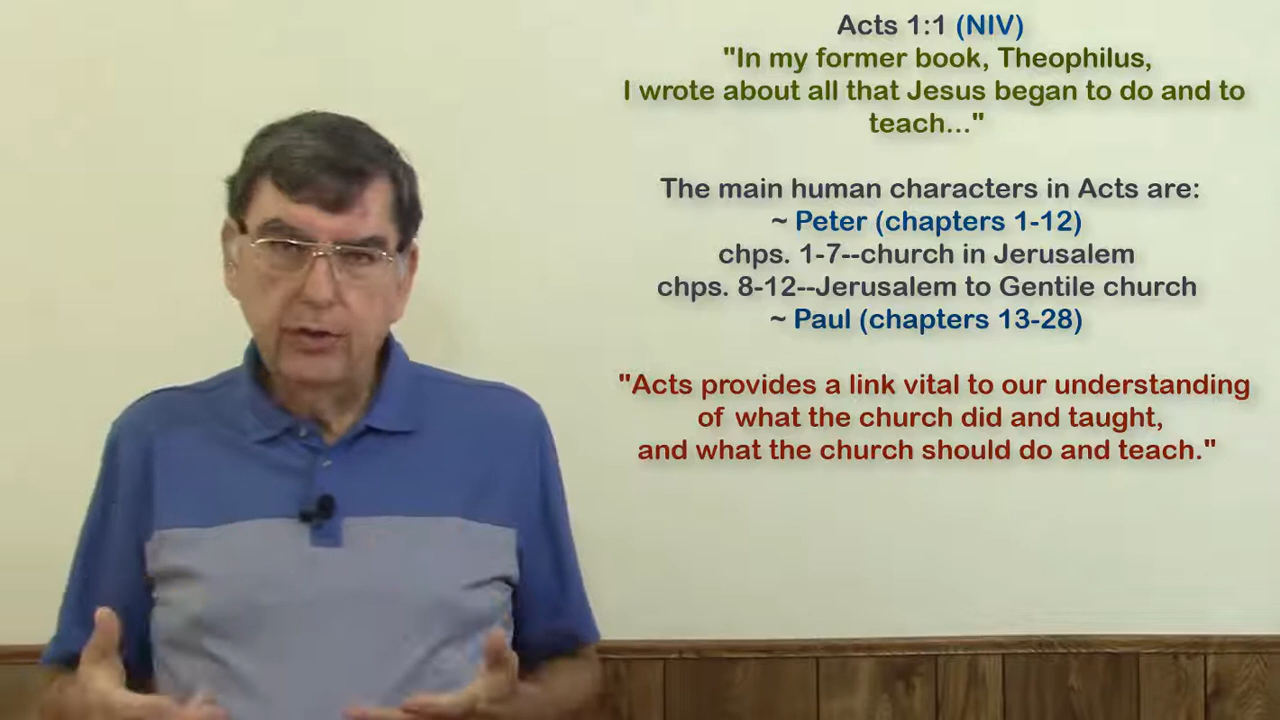 Acts 1:1 (NIV)
"In my former book, Theophilus,
I wrote about all that Jesus began to do and to
teach..."
The main human characters in Acts are:
~ Peter (chapters 1-12)
chps. 1-7--church in Jerusalem
chps. 8-12--Jerusalem to Gentile church
~ Paul (chapters 13-28)
"Acts provides a link vital to our understanding
of what the church did and taught,
and what the church should do and teach."